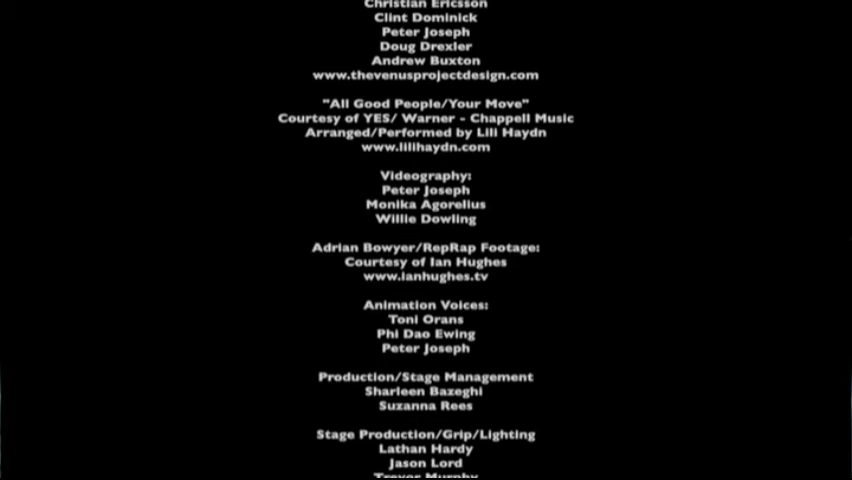 Christian Ericsson
Clint Dominick
Peter Joseph
Doug Drexler
Andrew Buxton
www.thevenusprojectdesign.com
"All Good People/Your Move"
Courtesy of YES/ Warner - Chappell Music
Arranged/Performed by Lili Haydn
www.lilihaydn.com
Videography:
Peter Joseph
Monika Agorelius
Willie Dowling
Adrian Bowyer/RepRap Footage:
Courtesy of Ian Hughes
www.ianhughes.tv
Animation Voices:
Toni Orans
Phi Dao Ewing
Peter Joseph
Production/Stage Management
Sharleen Bazeghi
Suzanna Rees
Stage Production/Grip/Lighting
Lathan Hardy
Jason Lord
Trevor Murphy